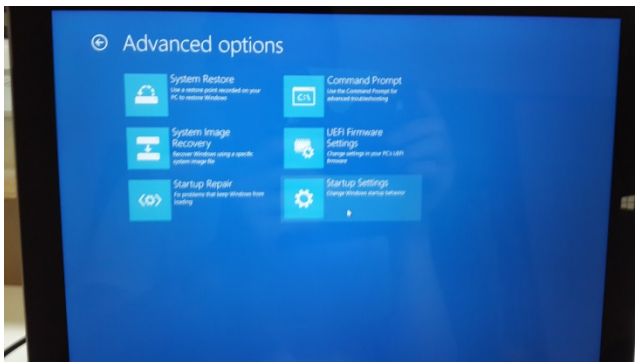 Advanced options
System Restore
Use a restore point recorded on your
PC to restore Windows
Command Prompt
Use the Command Prompt for
advanced troubleshooting
System Image
Recovery
Recover Windows using a specific
system image file
UEFI Firmware
Settings
Change settings in your PC's UEFI
firmware
Startup Repair
Fix problems that keep Windows from
loading
Startup Settings
Change Windows startup behavior